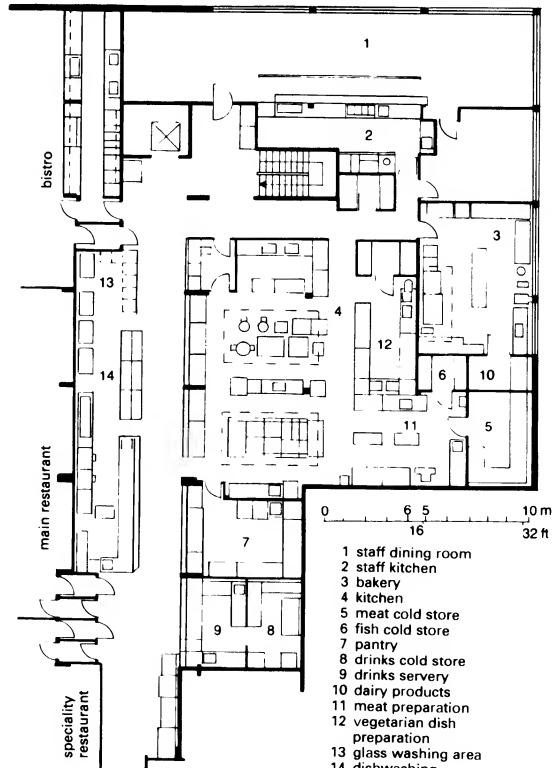 1
2
bistro
3
13
4
14
12
6
10
11
5
main restaurant
0 6 5 10 m
16 32 ft
7
9 8
speciality
restaurant
1 staff dining room
2 staff kitchen
3 bakery
4 kitchen
5 meat cold store
6 fish cold store
7 pantry
8 drinks cold store
9 drinks servery
10 dairy products
11 meat preparation
12 vegetarian dish
preparation
13 glass washing area
14 dishwashing